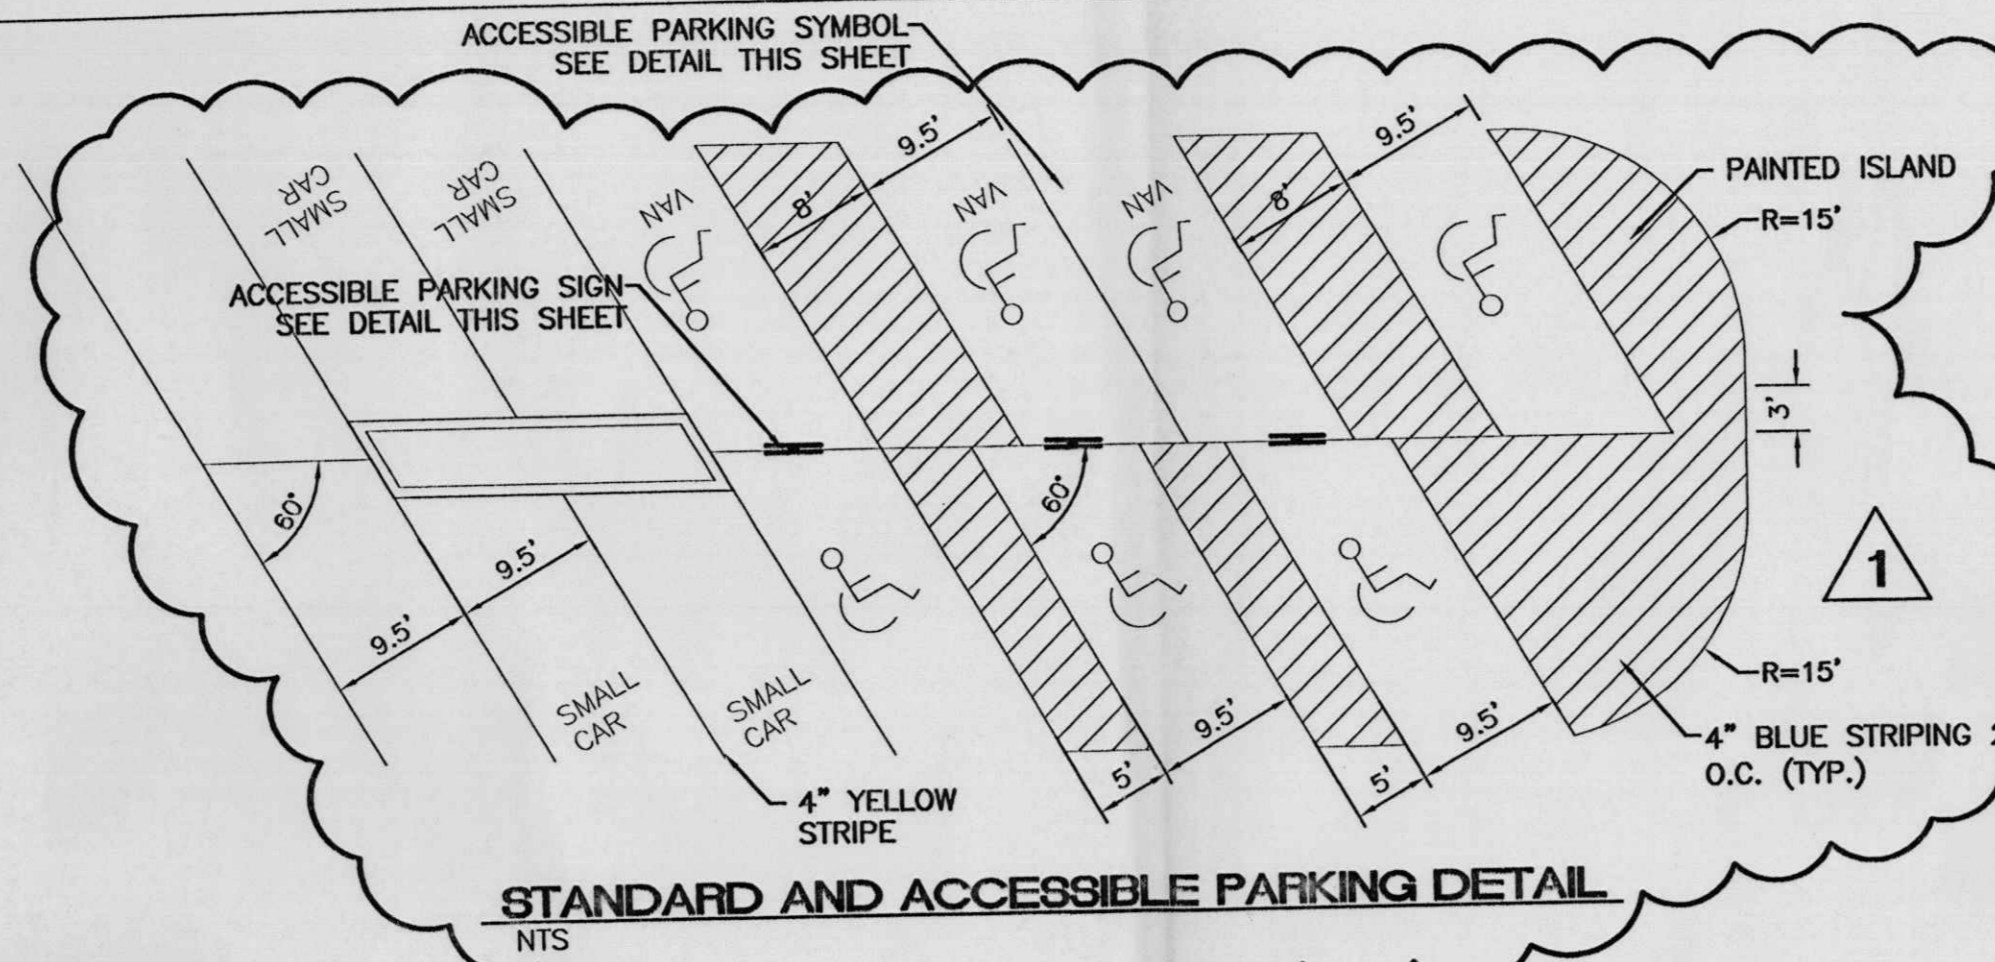 ACCESSIBLE PARKING SYMBOL
SEE DETAIL THIS SHEET
9.5'
9.5'
SMALL
CAR
SMALL
CAR
VAN
8'
VAN
VAN
8'
PAINTED ISLAND
R=15'
ACCESSIBLE PARKING SIGN
SEE DETAIL THIS SHEET
3'
60°
60°
1
9.5'
9.5'
SMALL
CAR
SMALL
CAR
9.5'
9.5'
R=15'
5'
5'
4" BLUE STRIPING
O.C. (TYP.)
4" YELLOW
STRIPE
STANDARD AND ACCESSIBLE PARKING DETAIL
NTS